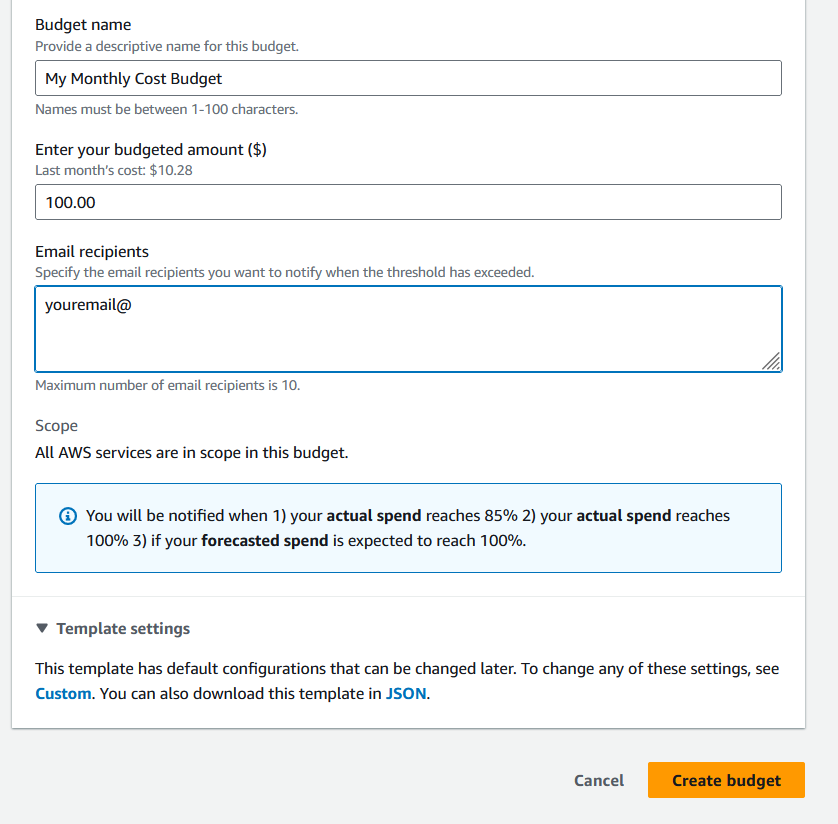 Budget name
Provide a descriptive name for this budget.
My Monthly Cost Budget
Names must be between 1-100 characters.
Enter your budgeted amount ($)
Last month's cost: $10.28
100.00
Email recipients
Specify the email recipients you want to notify when the threshold has exceeded.
youremail@
Maximum number of email recipients is 10.
Scope
All AWS services are in scope in this budget.
You will be notified when 1) your actual spend reaches 85% 2) your actual spend reaches
100% 3) if your forecasted spend is expected to reach 100%.
Template settings
This template has default configurations that can be changed later. To change any of these settings, see
Custom. You can also download this template in JSON.
Cancel
Create budget